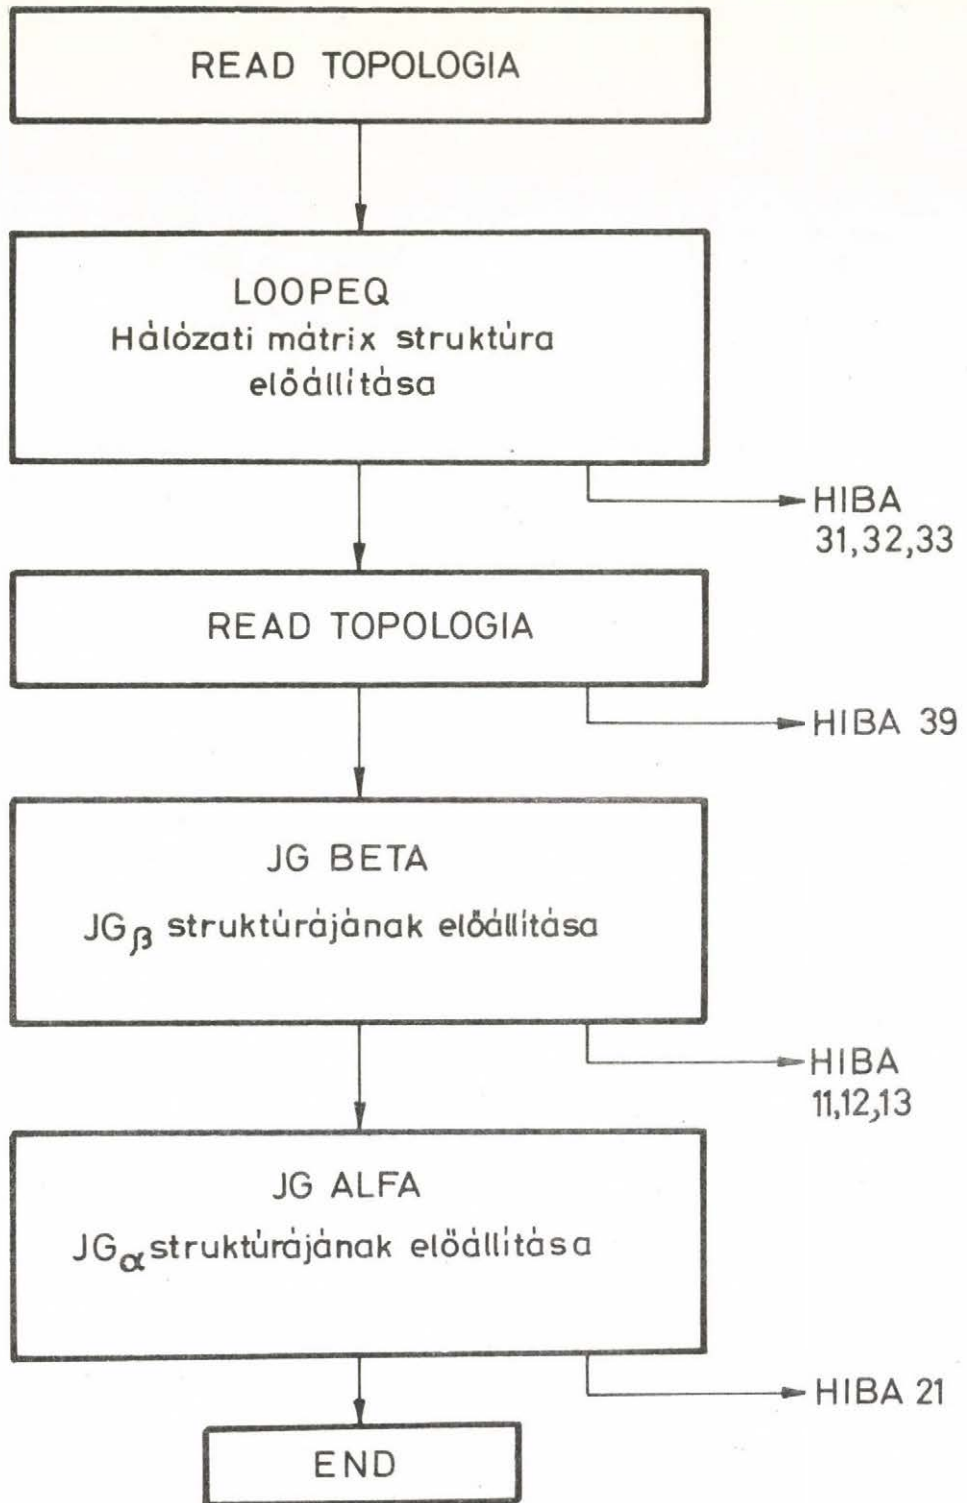 READ TOPOLOGIA
LOOPEQ
Hálózati mátrix struktúra
előállítása
HIBA
31,32,33
READ TOPOLOGIA
HIBA 39
JG BETA
JGβ struktúrájának előállítása
HIBA
11,12,13
JG ALFA
JGα struktúrájának előállítása
HIBA 21
END